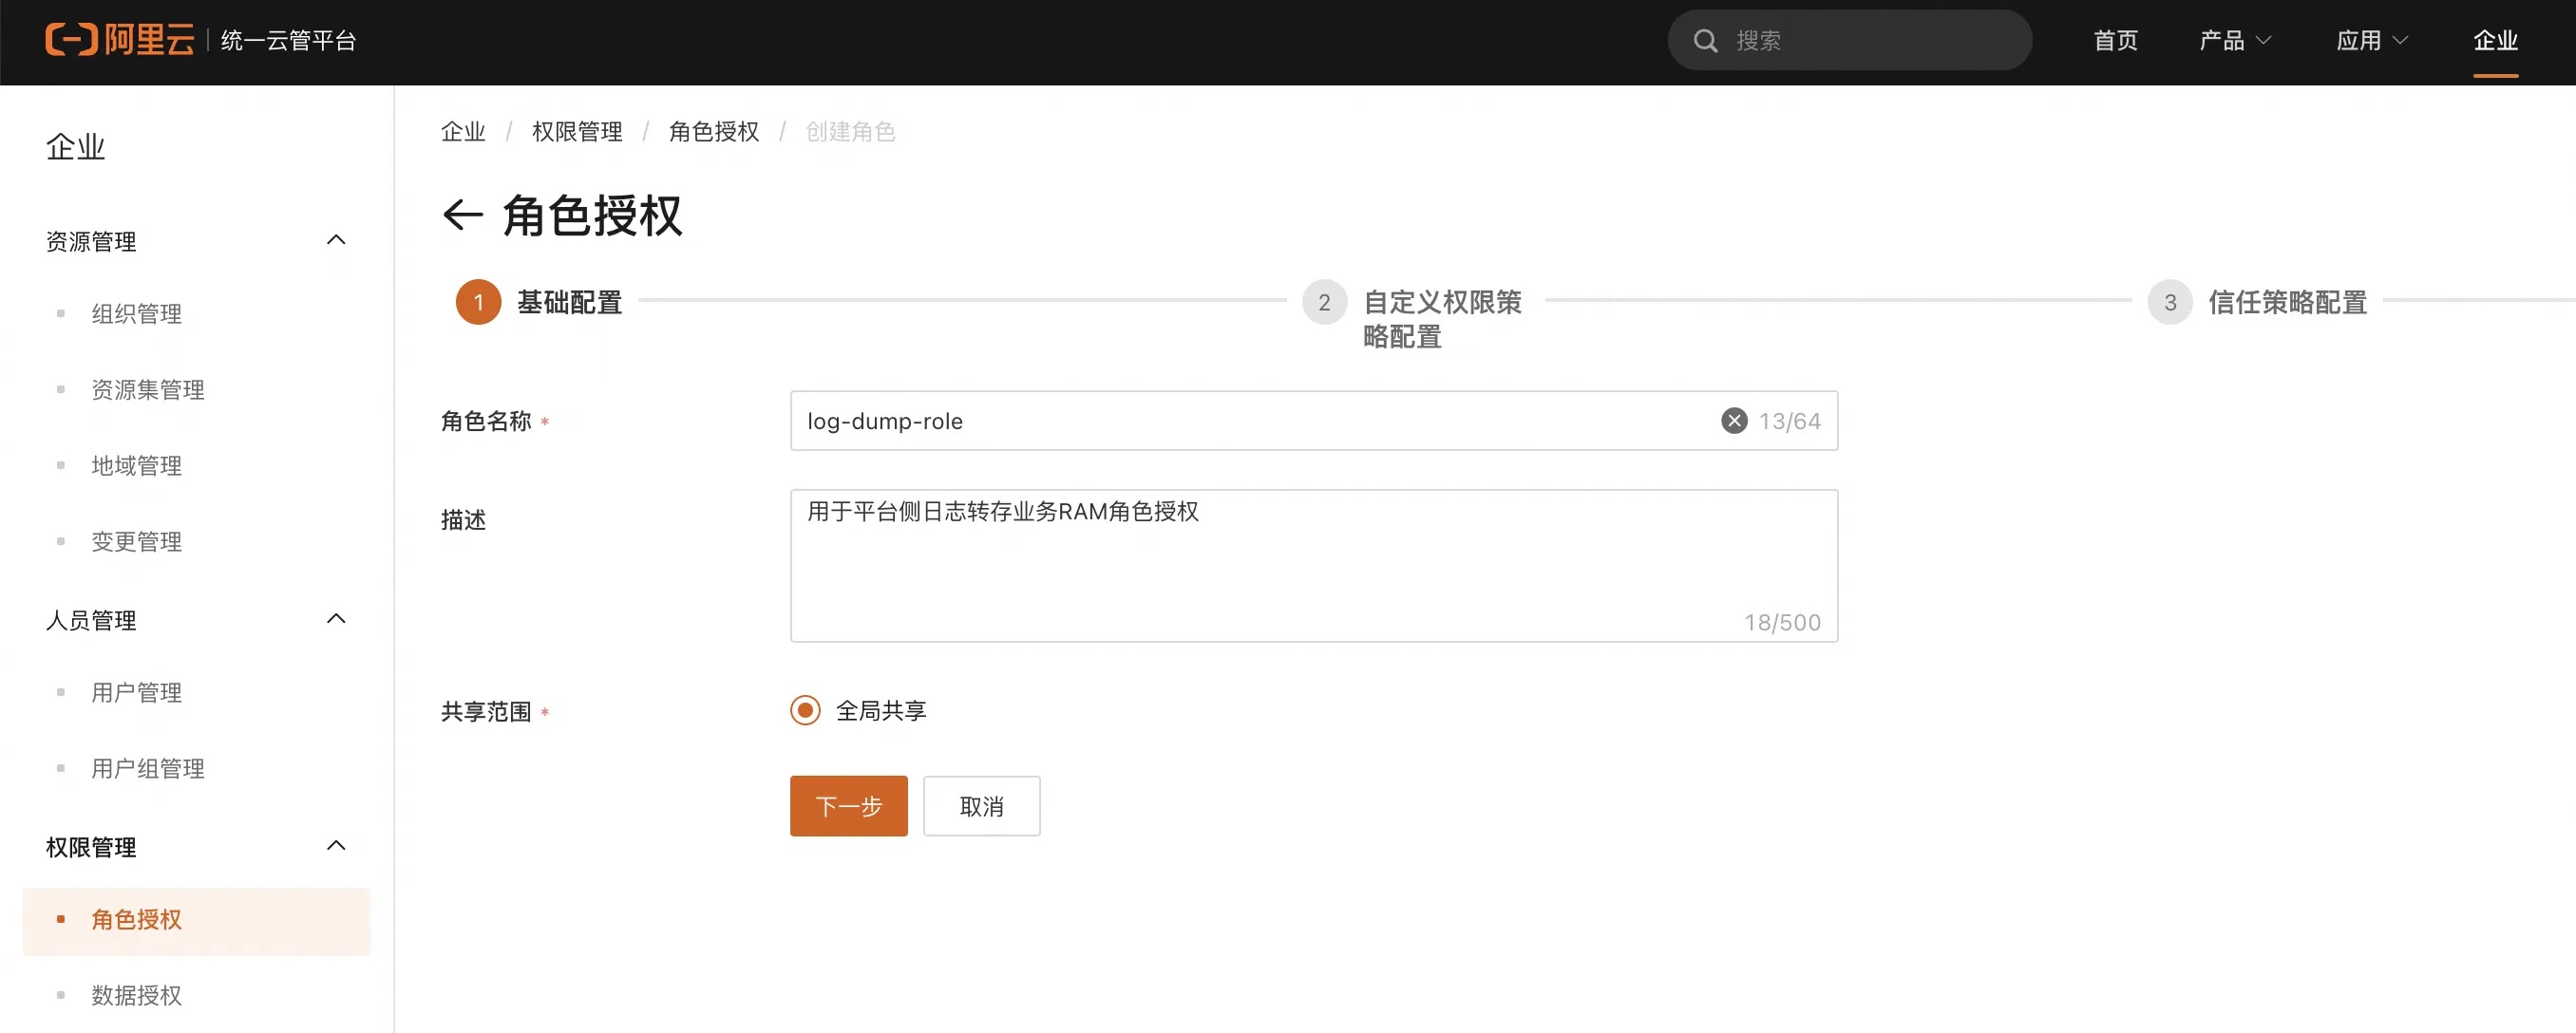 阿里云 统一云管平台
搜索
首页 产品 应用 企业
企业
资源管理
组织管理
资源集管理
地域管理
变更管理
人员管理
用户管理
用户组管理
权限管理
角色授权
数据授权
企业 / 权限管理 / 角色授权 / 创建角色
角色授权
1 基础配置
2 自定义权限策
略配置
3 信任策略配置
角色名称 *
log-dump-role
13/64
描述
用于平台侧日志转存业务RAM角色授权
18/500
共享范围 *
全局共享
下一步 取消